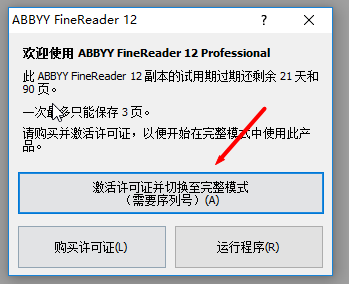 ABBYY FineReader 12
欢迎使用 ABBYY FineReader 12 Professional
此 ABBYY FineReader 12 副本的试用期过期还剩余 21 天和
90 页。
一次 多只能保存 3 页。
请购买并激活许可证，以便开始在完整模式中使用此产
品。
激活许可证并切换至完整模式
（需要序列号）(A)
购买许可证(L)
运行程序(R)